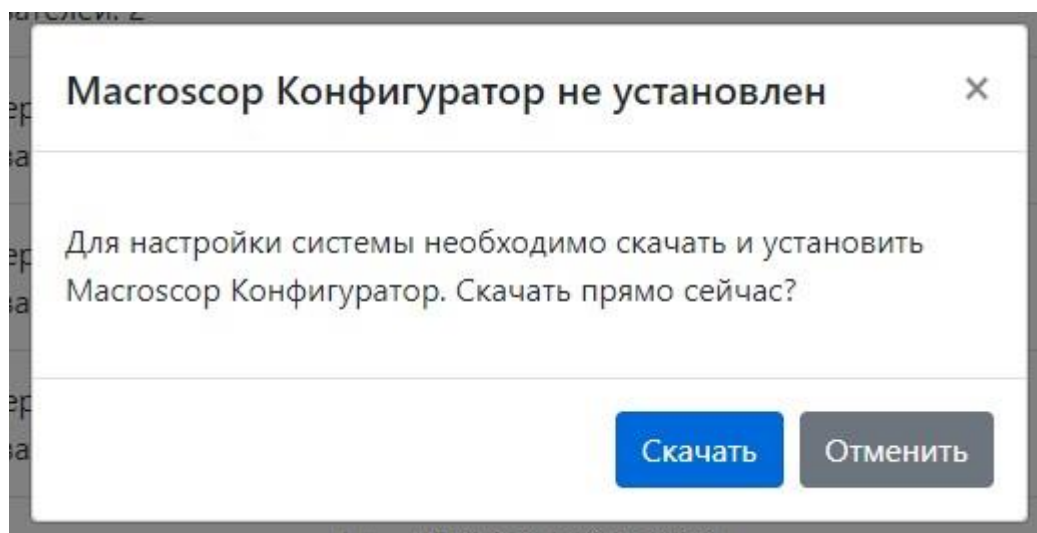 Macroscop Конфигуратор не установлен
×
Для настройки системы необходимо скачать и установить
Macroscop Конфигуратор. Скачать прямо сейчас?
Скачать
Отменить